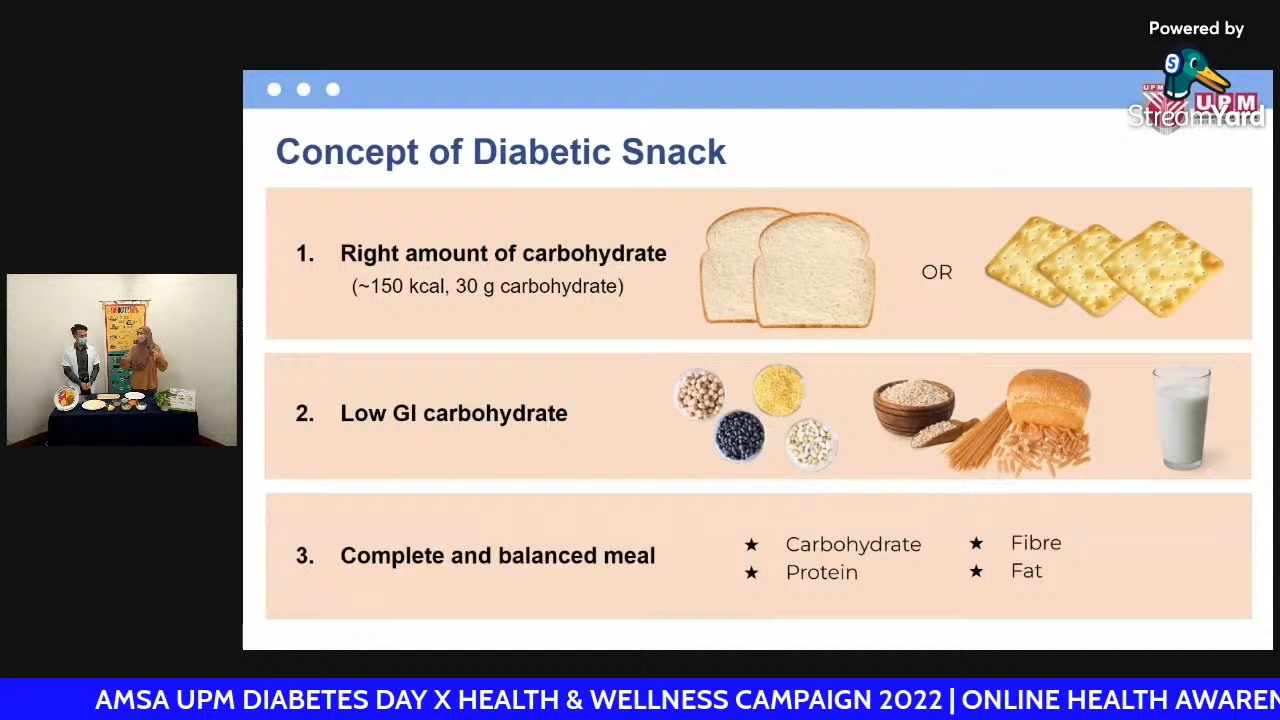 Powered by
StreamYard
UPM
UPM
Concept of Diabetic Snack
1. Right amount of carbohydrate
(~150 kcal, 30 g carbohydrate)
OR
2. Low GI carbohydrate
3. Complete and balanced meal
★ Carbohydrate
★ Protein
★ Fibre
★ Fat
AMSA UPM DIABETES DAY X HEALTH & WELLNESS CAMPAIGN 2022 | ONLINE HEALTH AWAREN